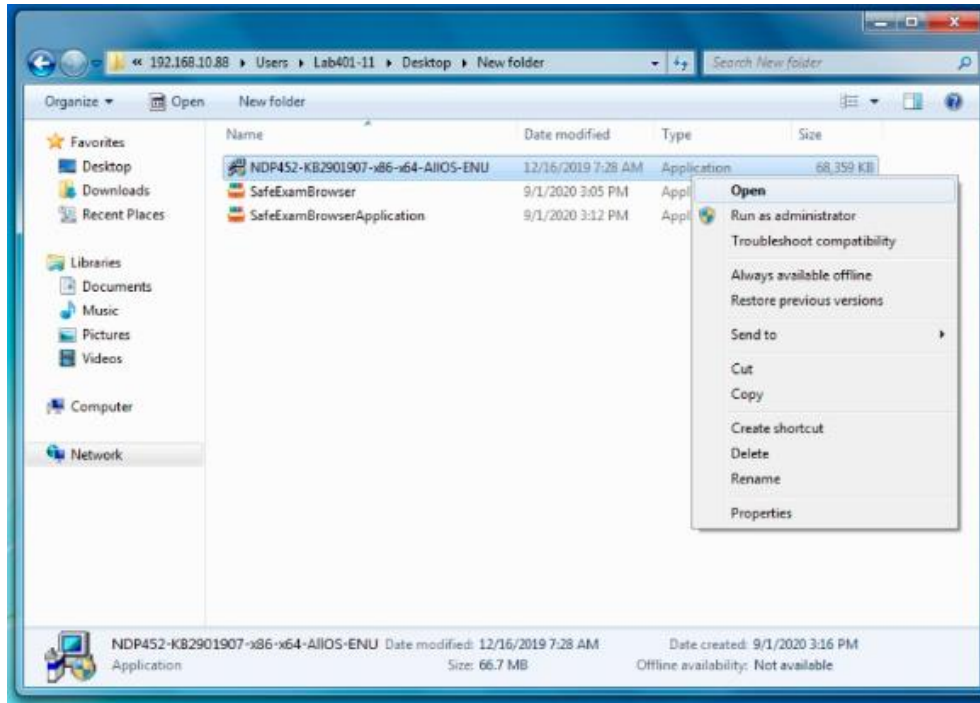 « 192.168.10.88 ▸ Users ▸ Lab401-11 ▸ Desktop ▸ New folder Search New folder
Organize Open New folder
Name Date modified Type Size
Favorites
Desktop
Downloads
Recent Places
Libraries
Documents
Music
Pictures
Videos
Computer
Network
NDP452-KB2901907-x86-x64-AllOS-ENU 12/16/2019 7:28 AM Application 68,359 KB
SafeExamBrowser 9/1/2020 3:05 PM Appl
SafeExamBrowserApplication 9/1/2020 3:12 PM Appl
Open
Run as administrator
Troubleshoot compatibility
Always available offline
Restore previous versions
Send to
Cut
Copy
Create shortcut
Delete
Rename
Properties
NDP452-KB2901907-x86-x64-AllOS-ENU Date modified: 12/16/2019 7:28 AM Date created: 9/1/2020 3:16 PM
Application Size: 66.7 MB Offline availability: Not available